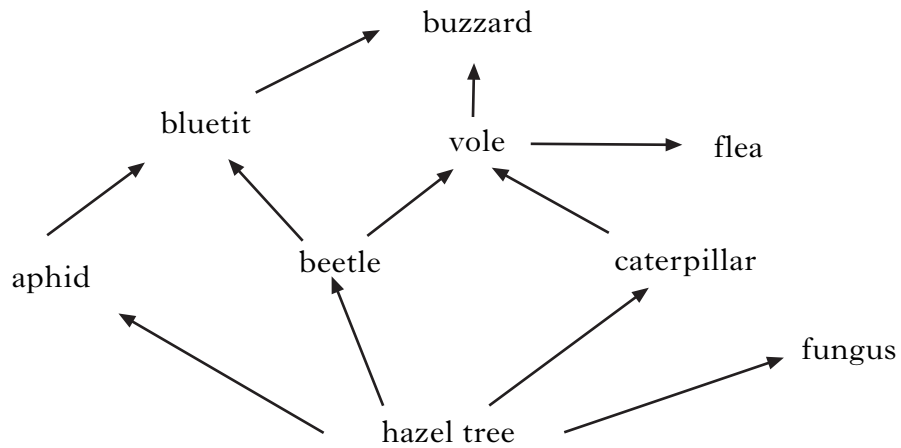 buzzard
bluetit
vole
flea
beetle
caterpillar
aphid
fungus
hazel tree